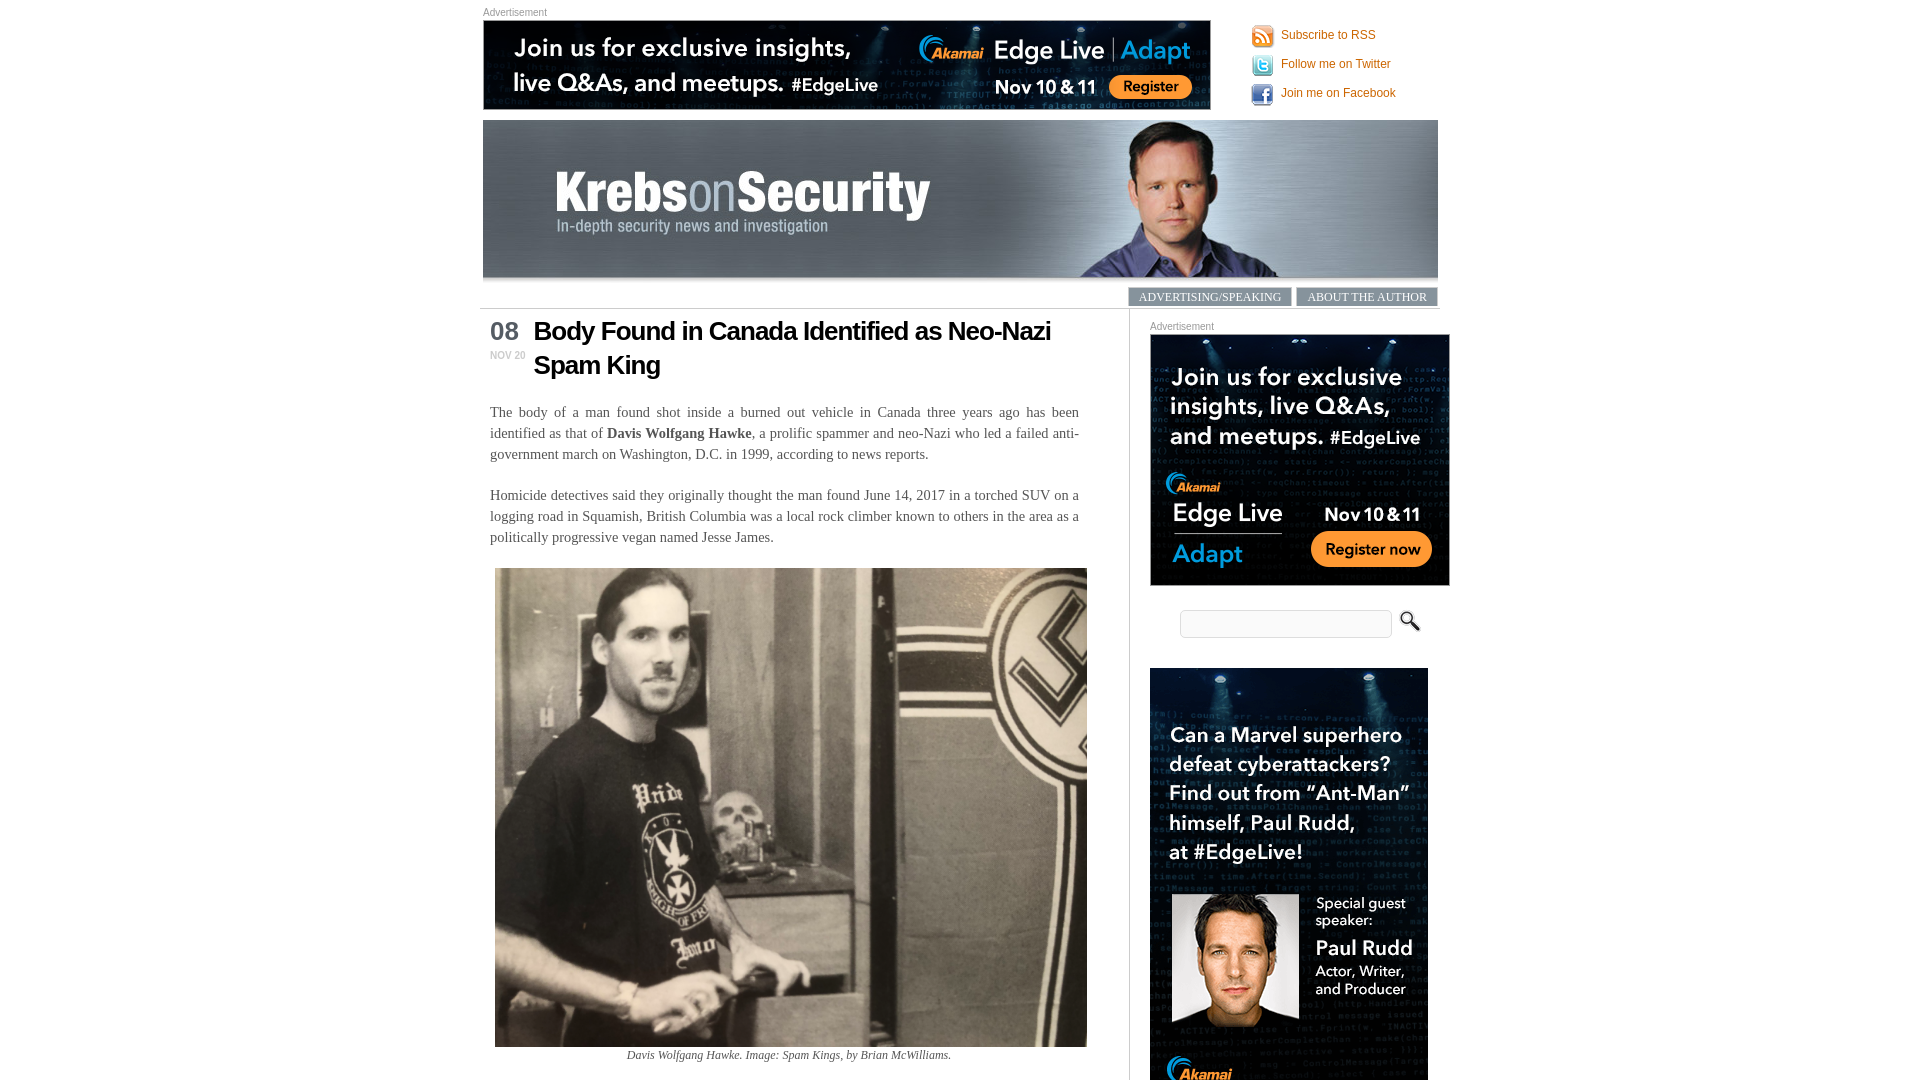 Advertisement
Join us for exclusive insights,
live Q&As, and meetups. #EdgeLive
Akamai Edge Live | Adapt
Nov 10 & 11 Register
Subscribe to RSS
Follow me on Twitter
Join me on Facebook
KrebsonSecurity
In-depth security news and investigation
ADVERTISING/SPEAKING ABOUT THE AUTHOR
08
NOV 20
Body Found in Canada Identified as Neo-Nazi
Spam King
The body of a man found shot inside a burned out vehicle in Canada three years ago has been
identified as that of Davis Wolfgang Hawke, a prolific spammer and neo-Nazi who led a failed anti-
government march on Washington, D.C. in 1999, according to news reports.
Homicide detectives said they originally thought the man found June 14, 2017 in a torched SUV on a
logging road in Squamish, British Columbia was a local rock climber known to others in the area as a
politically progressive vegan named Jesse James.
Pride
Davis Wolfgang Hawke. Image: Spam Kings, by Brian McWilliams.
Advertisement
Join us for exclusive
insights, live Q&As,
and meetups. #EdgeLive
Akamai
Edge Live
Adapt
Nov 10 & 11
Register now
Can a Marvel superhero
defeat cyberattackers?
Find out from “Ant-Man”
himself, Paul Rudd,
at #EdgeLive!
Special guest
speaker:
Paul Rudd
Actor, Writer,
and Producer
Akamai